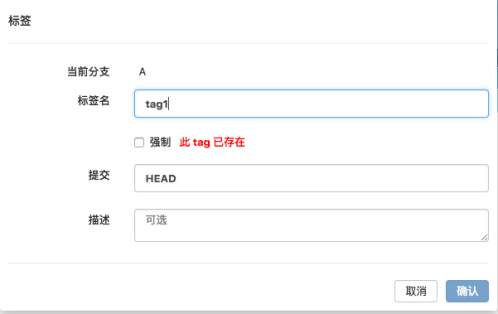 标签
当前分支 A
标签名 tag1
强制 此 tag 已存在
提交 HEAD
描述 可选
取消 确认